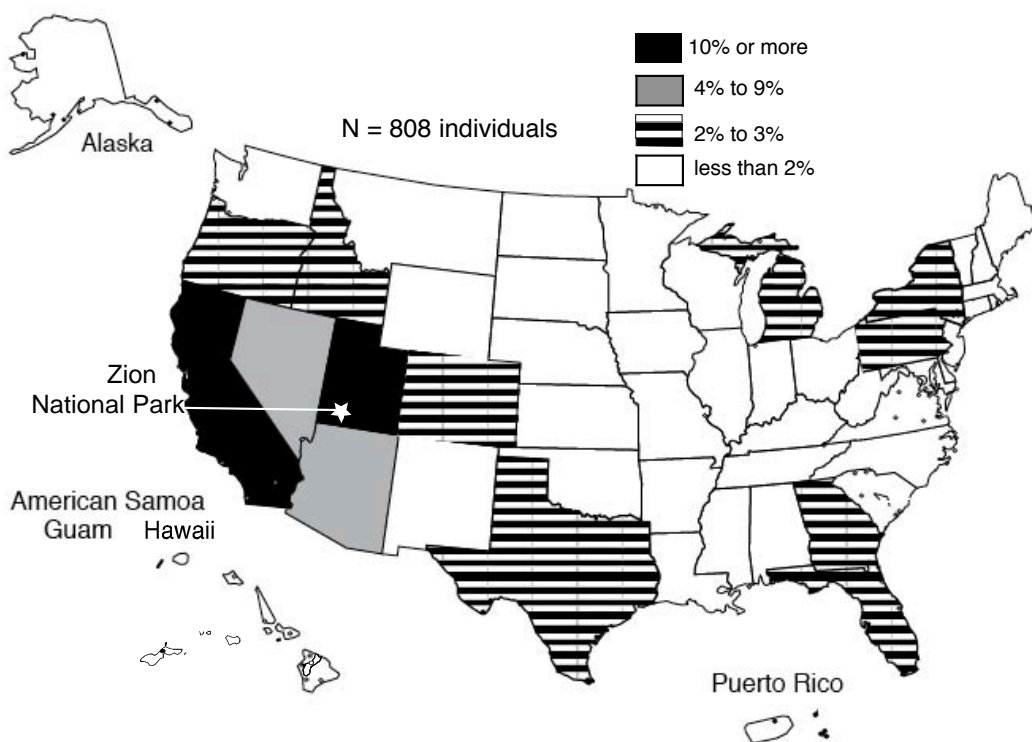 10% or more
4% to 9%
2% to 3%
less than 2%
N = 808 individuals
Alaska
Zion
National Park
American Samoa
Guam Hawaii
Puerto Rico